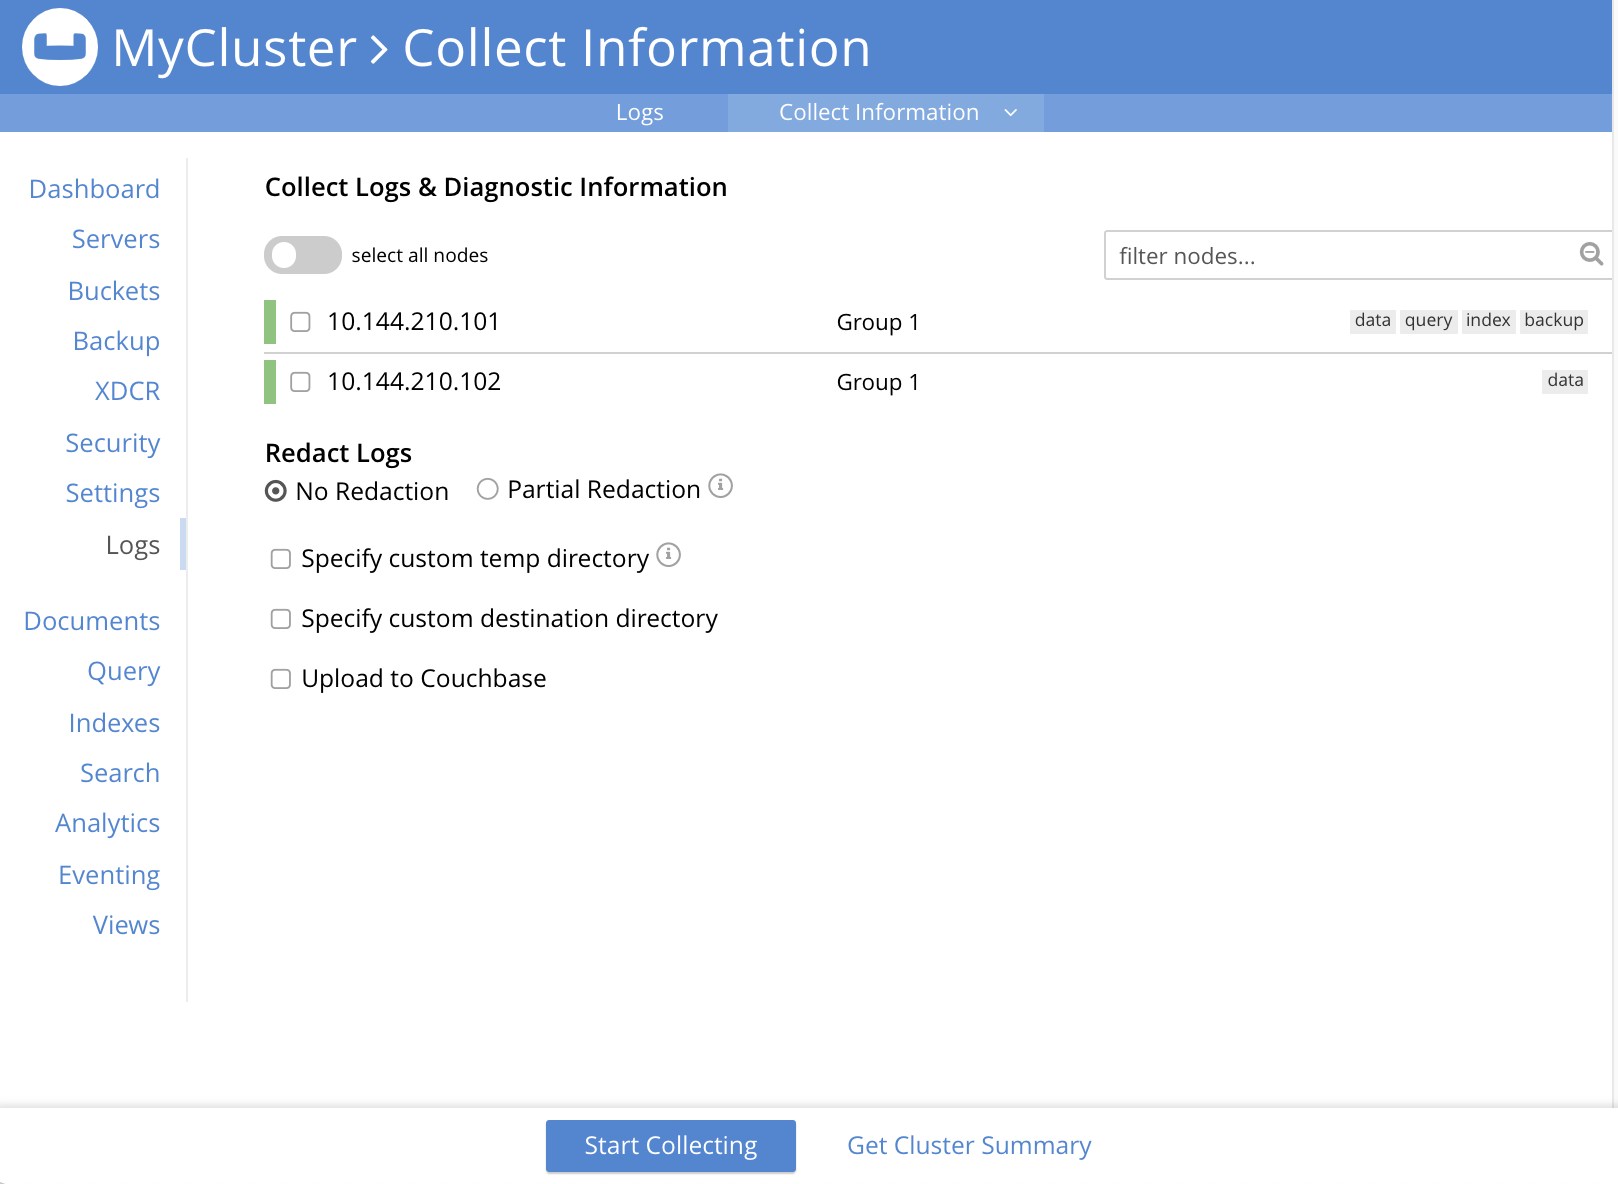 MyCluster > Collect Information
Logs Collect Information
Dashboard
Servers
Buckets
Backup
XDCR
Security
Settings
Logs
Documents
Query
Indexes
Search
Analytics
Eventing
Views
Collect Logs & Diagnostic Information
select all nodes
filter nodes...
10.144.210.101 Group 1 data query index backup
10.144.210.102 Group 1 data
Redact Logs
No Redaction Partial Redaction
Specify custom temp directory
Specify custom destination directory
Upload to Couchbase
Start Collecting Get Cluster Summary